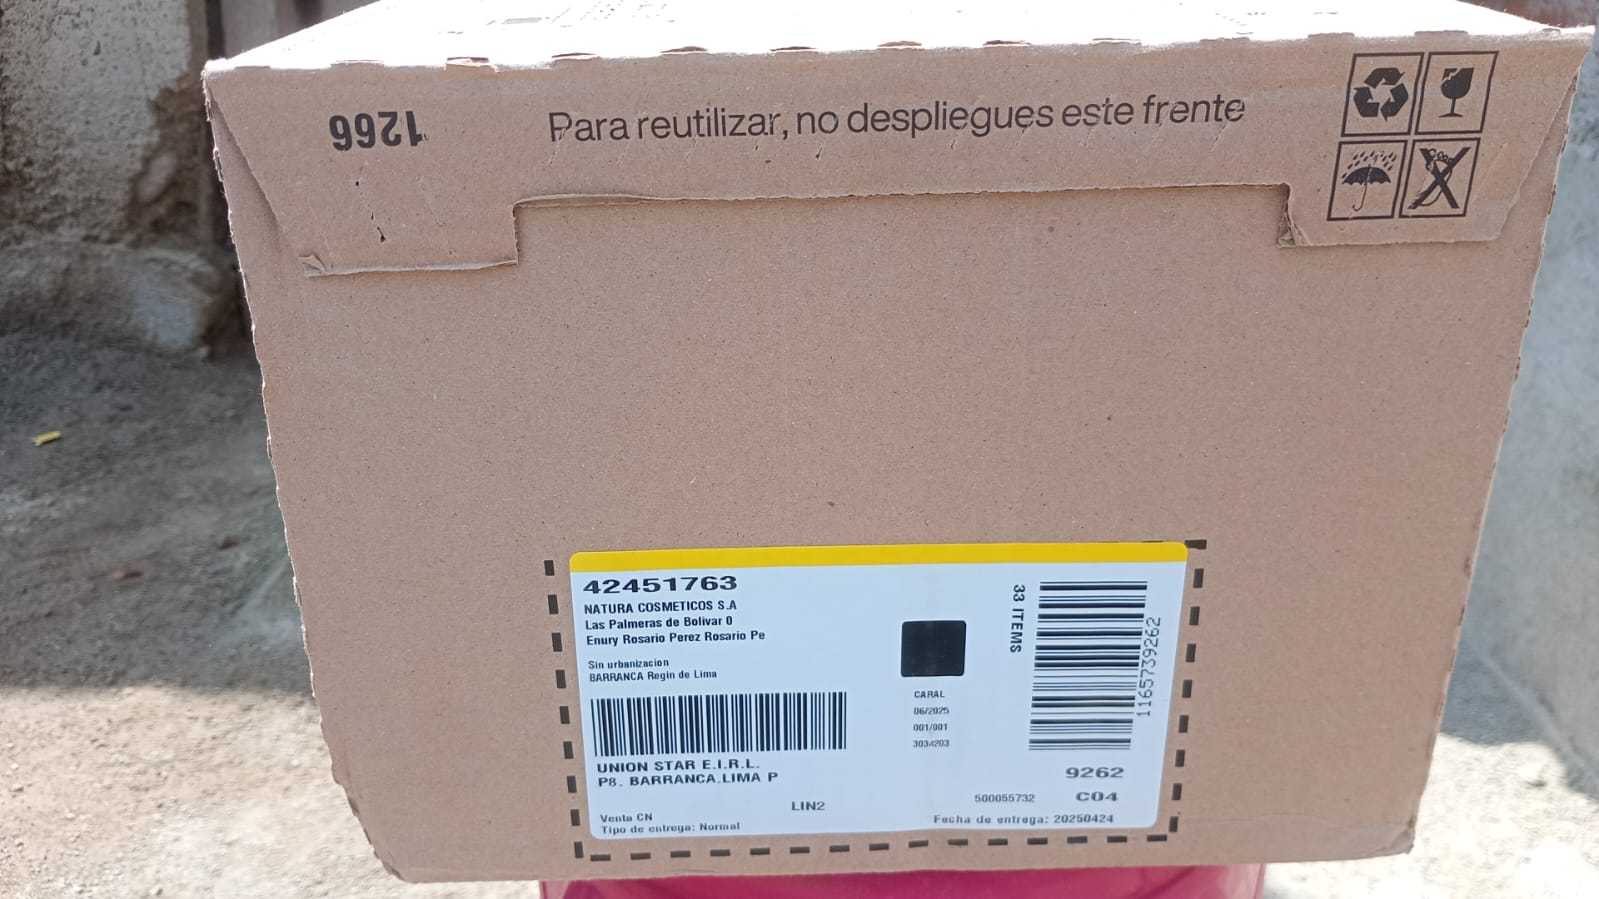 1266
Para reutilizar, no despliegues este frente
42451763
NATURA COSMETICOS S.A
Las Palmeras de Bolivar 0
Enury Rosario Perez Rosario Pe
Sin urbanizacion
BARRANCA Regin de Lima
UNION STAR E.I.R.L.
P8. BARRANCA.LIMA P
LIN2
Venta CN
Tipo de entrega: Normal
CARAL
06/2025
001/001
3034203
33 ITEMS
1165739262
9262
500055732
C04
Fecha de entrega: 20250424